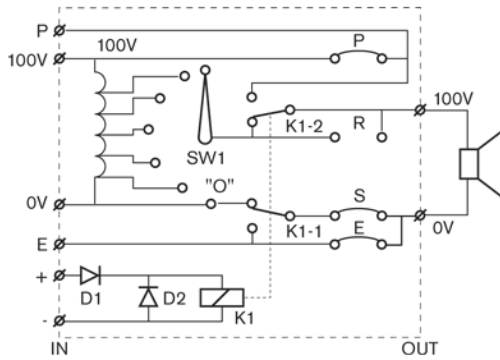 P
100V
100V
P
100V
K1-2
R
SW1
"O"
S
0V
K1-1
E
0V
E
+
D1
D2
K1
-
IN
OUT